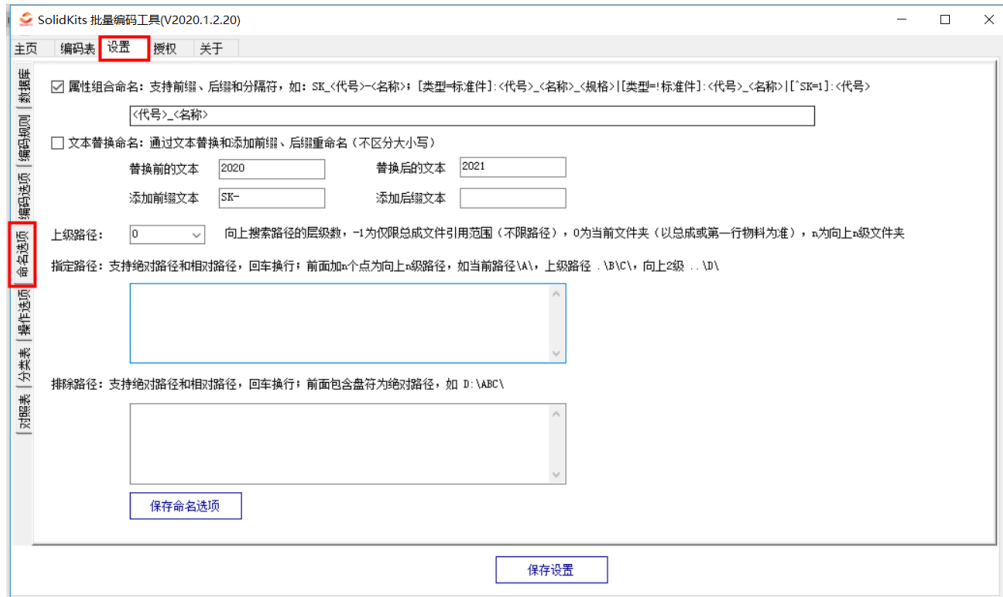 SolidKits 批量编码工具(V2020.1.2.20)
主页 编码表 设置 授权 关于
数据库
编码规则
编码选项
命名选项
操作选项
分类表
对照表
属性组合命名：支持前缀、后缀和分隔符，如：SK_<代号>-<名称>；[类型=标准件]:<代号>_<名称>_<规格>|[类型=!标准件]:<代号>_<名称>|[^SK=1]:<代号>
<代号>_<名称>
文本替换命名：通过文本替换和添加前缀、后缀重命名（不区分大小写）
替换前的文本 2020 替换后的文本 2021
添加前缀文本 SK- 添加后缀文本
上级路径： 0 向上搜索路径的层级数，-1为仅限总成文件引用范围（不限路径），0为当前文件夹（以总成或第一行物料为准），n为向上n级文件夹
指定路径：支持绝对路径和相对路径，回车换行；前面加n个点为向上n级路径，如当前路径\A\，上级路径 .\B\C\，向上2级 ..\D\
排除路径：支持绝对路径和相对路径，回车换行；前面包含盘符为绝对路径，如 D:\ABC\
保存命名选项
保存设置